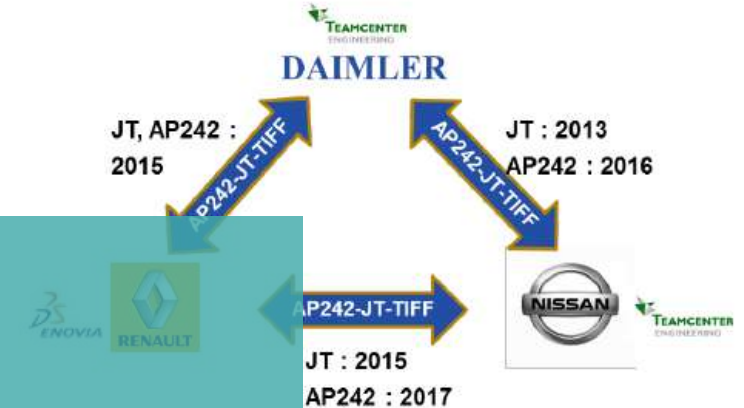 TEAMCENTER
ENGINEERING
DAIMLER
JT, AP242 :
2015
AP242-JT-TIFF
AP242-JT-TIFF
JT : 2013
AP242 : 2016
ENOVIA
RENAULT
AP242-JT-TIFF
NISSAN
TEAMCENTER
ENGINEERING
JT : 2015
AP242 : 2017